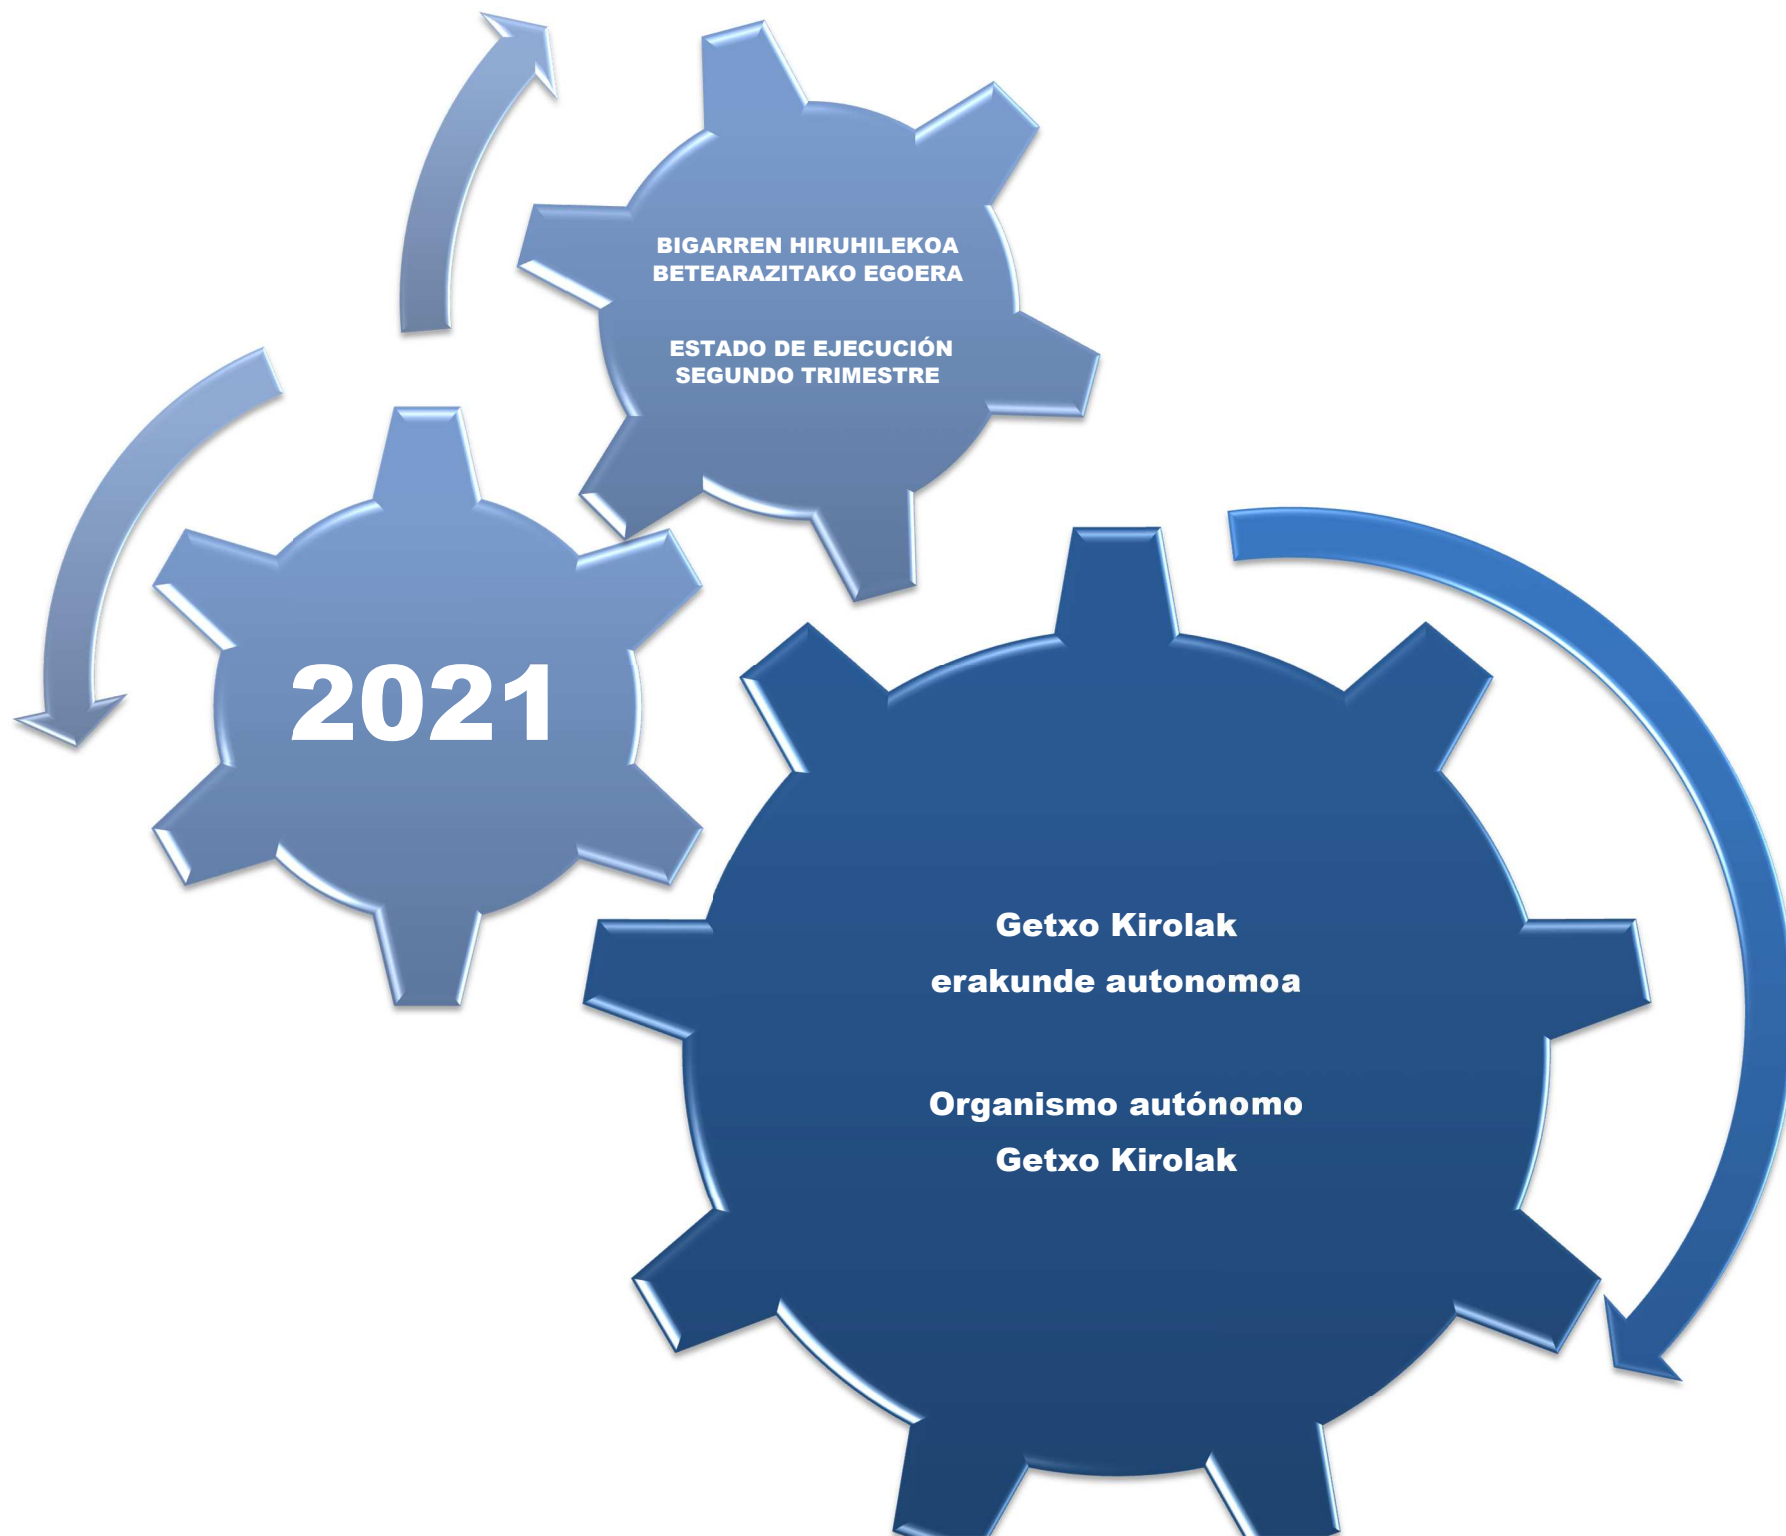 BIGARREN HIRUHILEKOA
BETEARAZITAKO EGOERA
ESTADO DE EJECUCIÓN
SEGUNDO TRIMESTRE
2021
Getxo Kirolak
erakunde autonomoa
Organismo autónomo
Getxo Kirolak